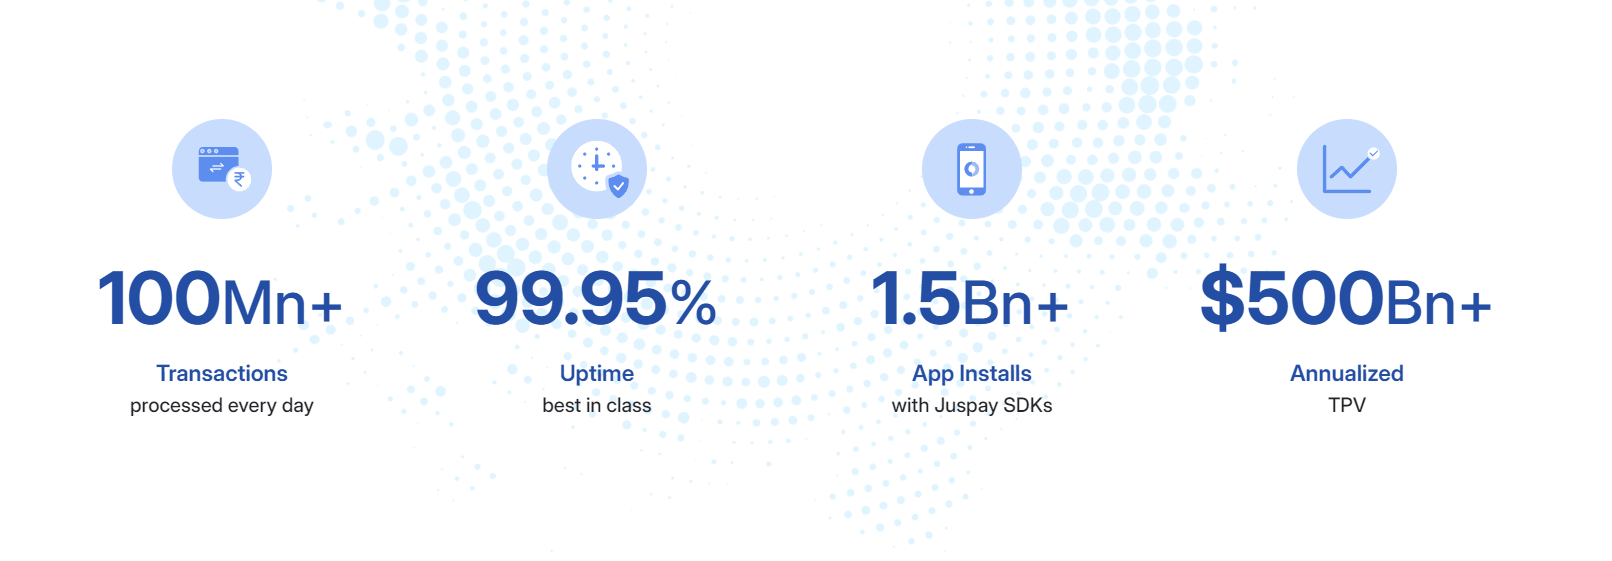 100Mn+
Transactions
processed every day
99.95%
Uptime
best in class
1.5Bn+
App Installs
with Juspay SDKs
$500Bn+
Annualized
TPV